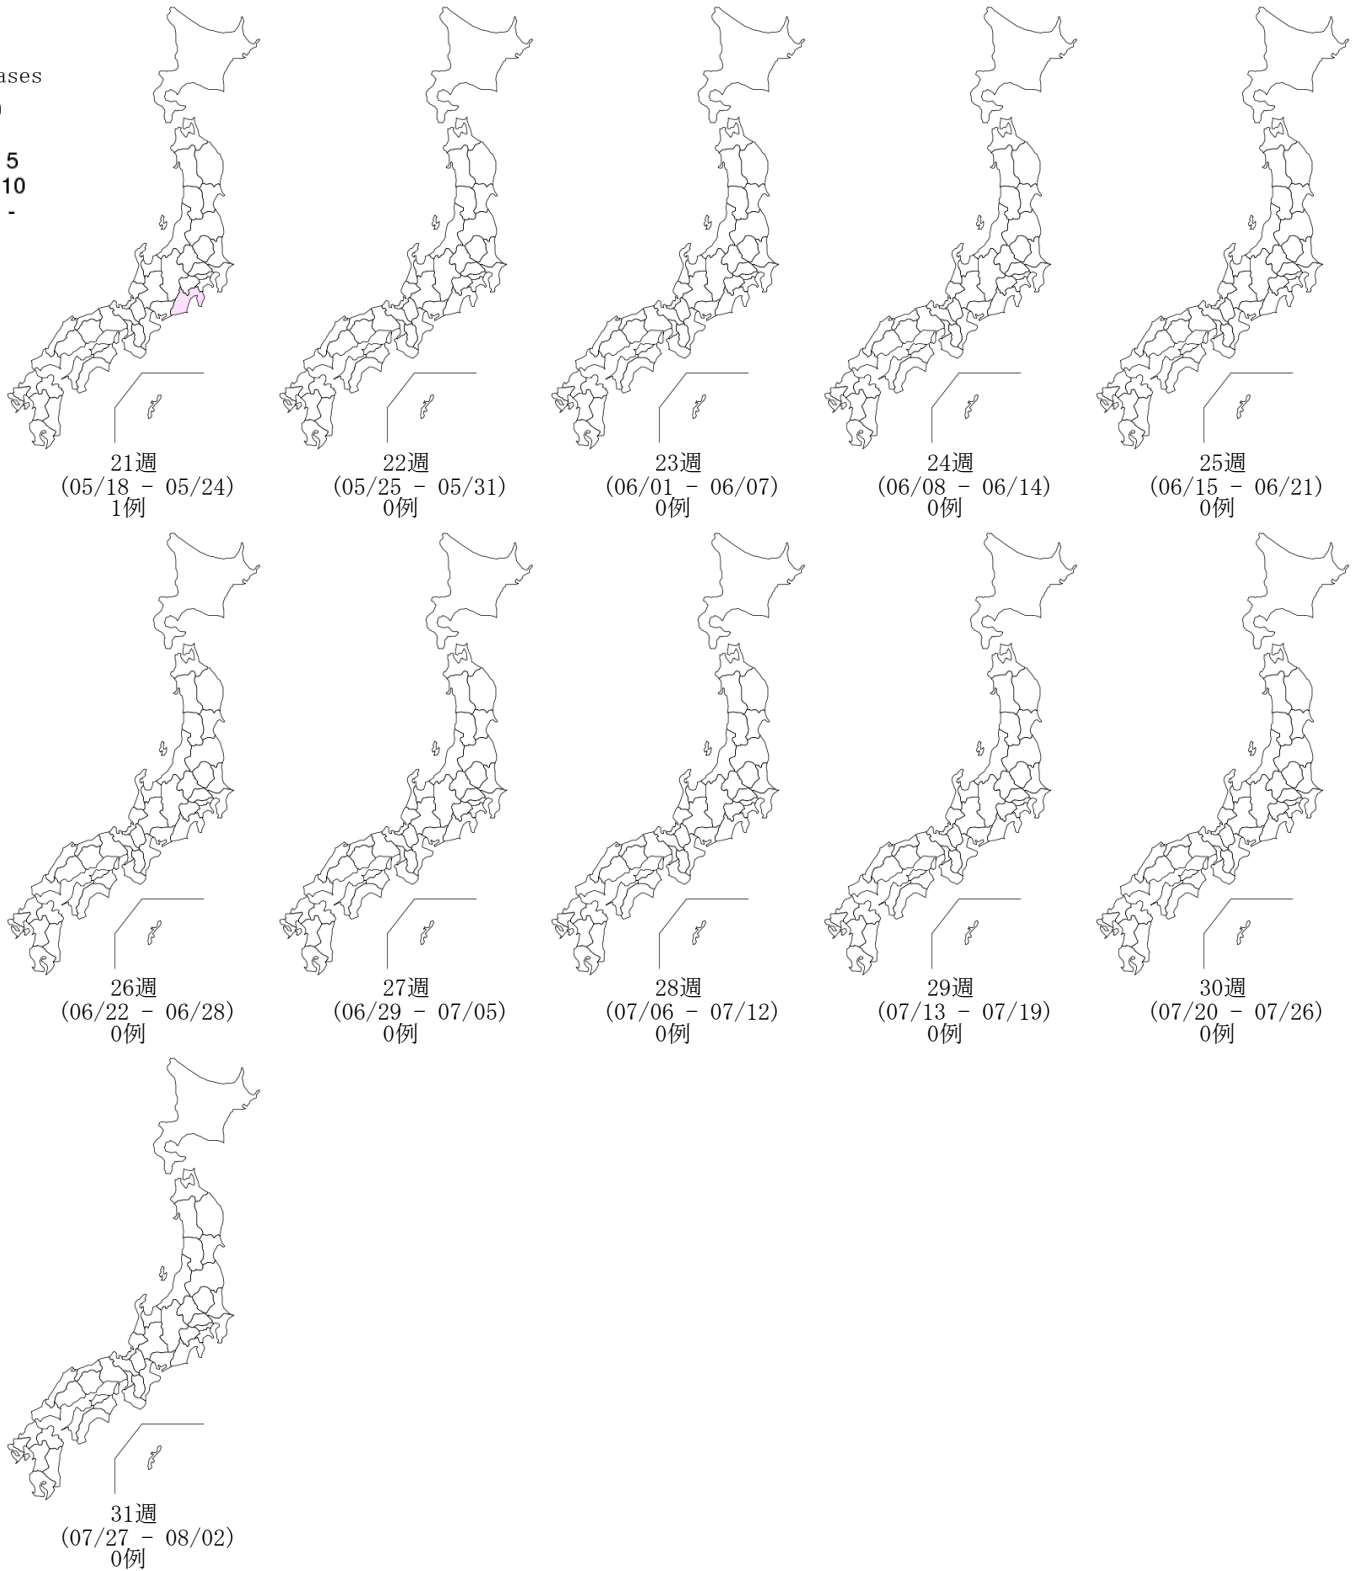 5
10
-
21週
(05/18 - 05/24)
1例
22週
(05/25 - 05/31)
0例
23週
(06/01 - 06/07)
0例
24週
(06/08 - 06/14)
0例
25週
(06/15 - 06/21)
0例
26週
(06/22 - 06/28)
0例
27週
(06/29 - 07/05)
0例
28週
(07/06 - 07/12)
0例
29週
(07/13 - 07/19)
0例
30週
(07/20 - 07/26)
0例
31週
(07/27 - 08/02)
0例